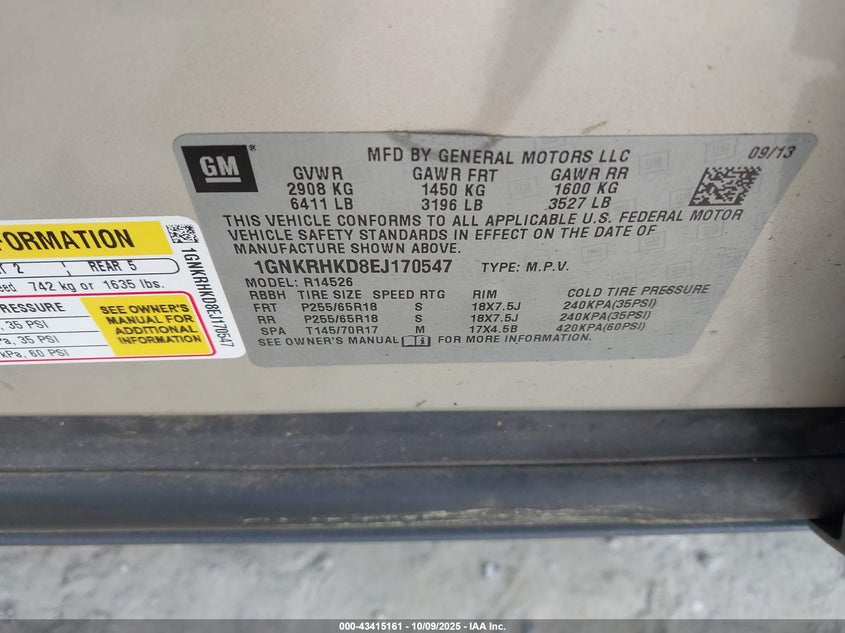 GM
MFD BY GENERAL MOTORS LLC 09/13
GVWR GAWR FRT GAWR RR
2908 KG 1450 KG 1600 KG
6411 LB 3196 LB 3527 LB
THIS VEHICLE CONFORMS TO ALL APPLICABLE U.S. FEDERAL MOTOR
VEHICLE SAFETY STANDARDS IN EFFECT ON THE DATE OF
MANUFACTURE SHOWN ABOVE.
1GNKRHKD8EJ170547 TYPE: M.P.V.
MODEL: R14526
RBBH TIRE SIZE SPEED RTG RIM COLD TIRE PRESSURE
FRT P255/65R18 S 18X7.5J 240KPA(35PSI)
RR P255/65R18 S 18X7.5J 240KPA(35PSI)
SPA T145/70R17 M 17X4.5B 420KPA(60PSI)
SEE OWNER'S MANUAL FOR MORE INFORMATION.
FORMATION
2 REAR 5
eed 742 kg or 1635 lbs.
PRESSURE
, 35 PSI
a, 35 PSI
kPa, 60 PSI
SEE OWNER'S
MANUAL FOR
ADDITIONAL
INFORMATION
1GNKRHKD8EJ170547
000-43415161 - 10/09/2025 - IAA Inc.